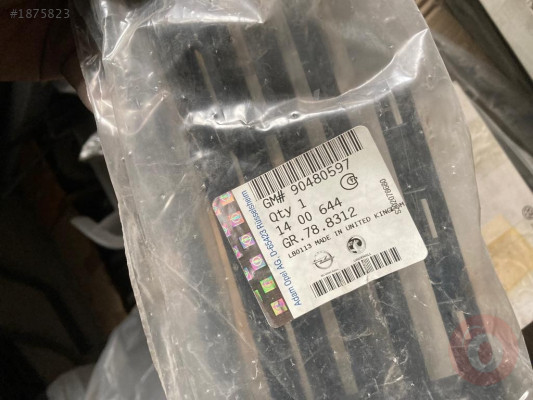 #1875823
GM# 90480597
Qty 1
14 00 644
GR.78.8312
LB0113 MADE IN UNITED KINGDOM
Adam Opel AG, D-65423 Rüsselsheim